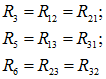 R₃ = R₁₂ = R₂₁;
R₅ = R₁₃ = R₃₁;
R₆ = R₂₃ = R₃₂